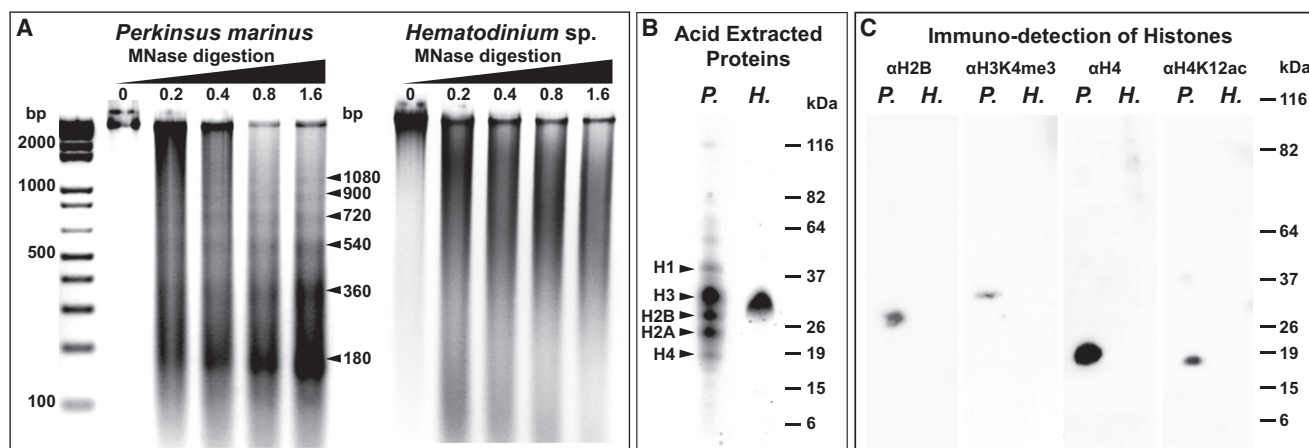 A
Perkinsus marinus
MNase digestion
0 0.2 0.4 0.8 1.6
bp
2000
1000
500
100
bp
1080
900
720
540
360
180
Hematodinium sp.
MNase digestion
0 0.2 0.4 0.8 1.6
B
Acid Extracted
Proteins
P. H.
kDa
116
82
64
37
26
19
15
6
H1
H3
H2B
H2A
H4
C
Immuno-detection of Histones
αH2B αH3K4me3 αH4 αH4K12ac
P. H. P. H. P. H. P. H.
kDa
116
82
64
37
26
19
15
6